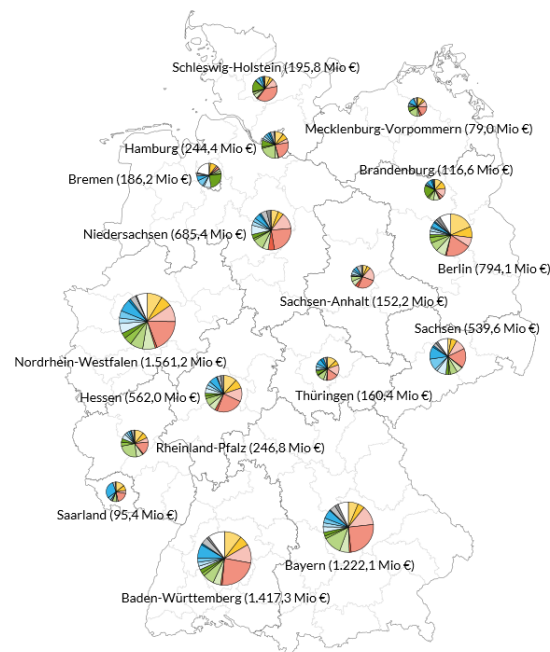 Schleswig-Holstein (195,8 Mio €)
Mecklenburg-Vorpommern (79,0 Mio €)
Hamburg (244,4 Mio €)
Brandenburg (116,6 Mio €)
Bremen (186,2 Mio €)
Niedersachsen (685,4 Mio €)
Berlin (794,1 Mio €)
Sachsen-Anhalt (152,2 Mio €)
Sachsen (539,6 Mio €)
Nordrhein-Westfalen (1.561,2 Mio €)
Hessen (562,0 Mio €)
Thüringen (160,4 Mio €)
Rheinland-Pfalz (246,8 Mio €)
Saarland (95,4 Mio €)
Bayern (1.222,1 Mio €)
Baden-Württemberg (1.417,3 Mio €)